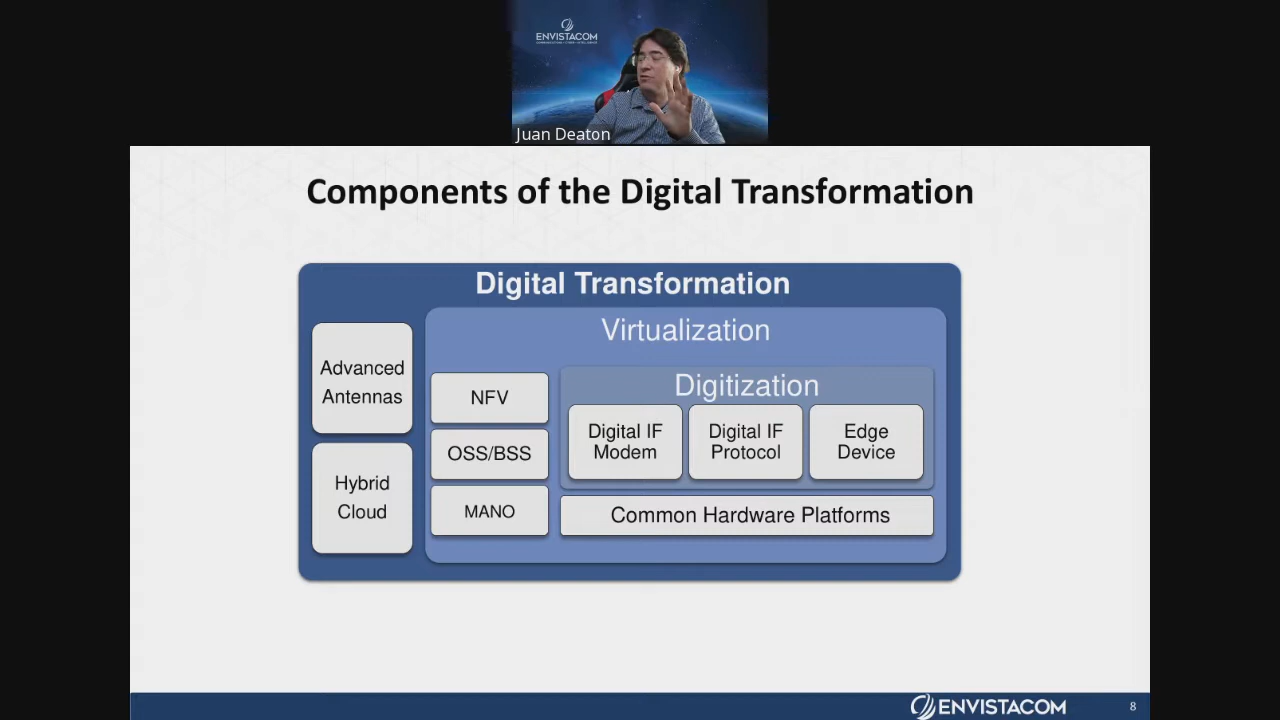 ENVISTACOM
Juan Deaton
Components of the Digital Transformation
Digital Transformation
Virtualization
Advanced
Antennas
Hybrid
Cloud
NFV
OSS/BSS
MANO
Digitization
Digital IF
Modem
Digital IF
Protocol
Edge
Device
Common Hardware Platforms
ENVISTACOM
8